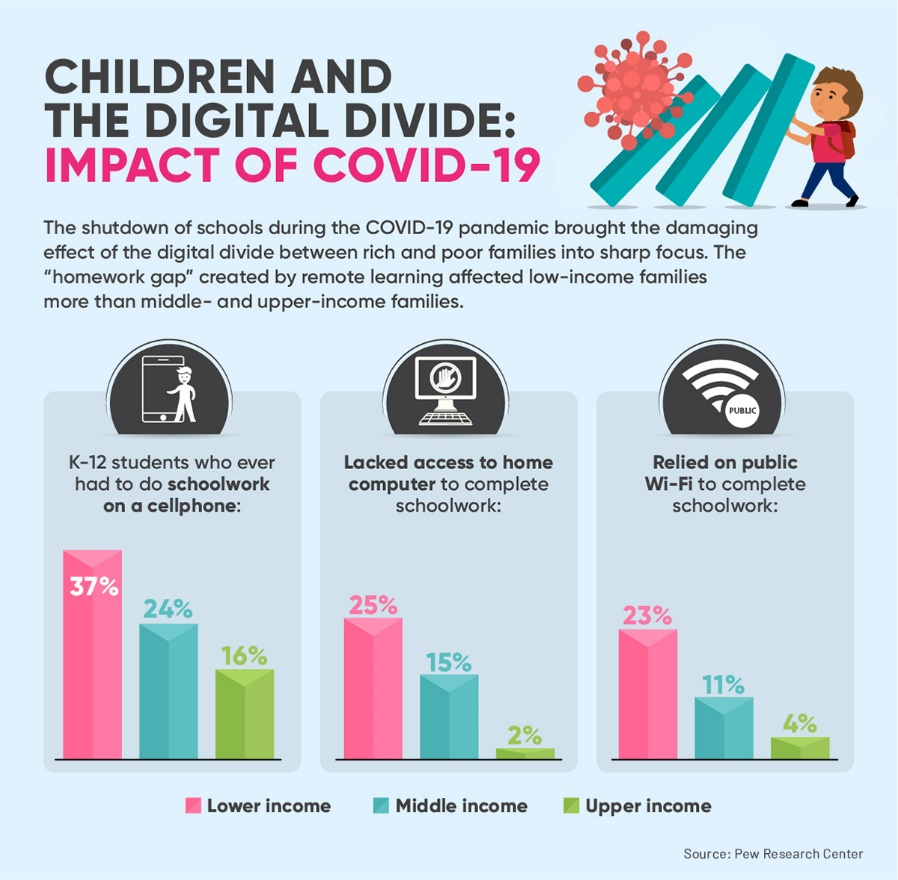 CHILDREN AND
THE DIGITAL DIVIDE:
IMPACT OF COVID-19
The shutdown of schools during the COVID-19 pandemic brought the damaging
effect of the digital divide between rich and poor families into sharp focus. The
“homework gap” created by remote learning affected low-income families
more than middle- and upper-income families.
K-12 students who ever
had to do schoolwork
on a cellphone:
37%
24%
16%
Lacked access to home
computer to complete
schoolwork:
25%
15%
2%
PUBLIC
Relied on public
Wi-Fi to complete
schoolwork:
23%
11%
4%
Lower income
Middle income
Upper income
Source: Pew Research Center